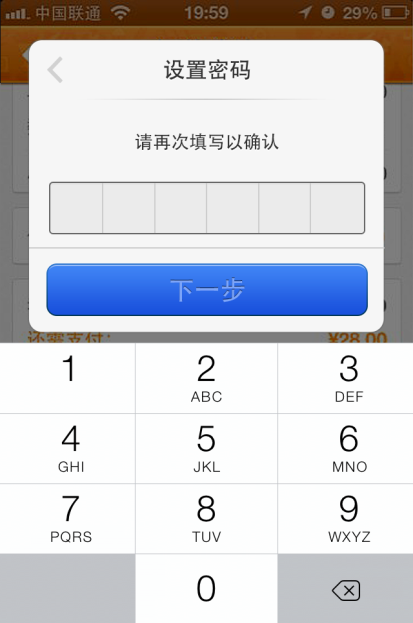 中国联通 19:59 29%
设置密码
请再次填写以确认
下一步
还需支付: ¥28.00
1 2 3
ABC DEF
4 5 6
GHI JKL MNO
7 8 9
PQRS TUV WXYZ
0